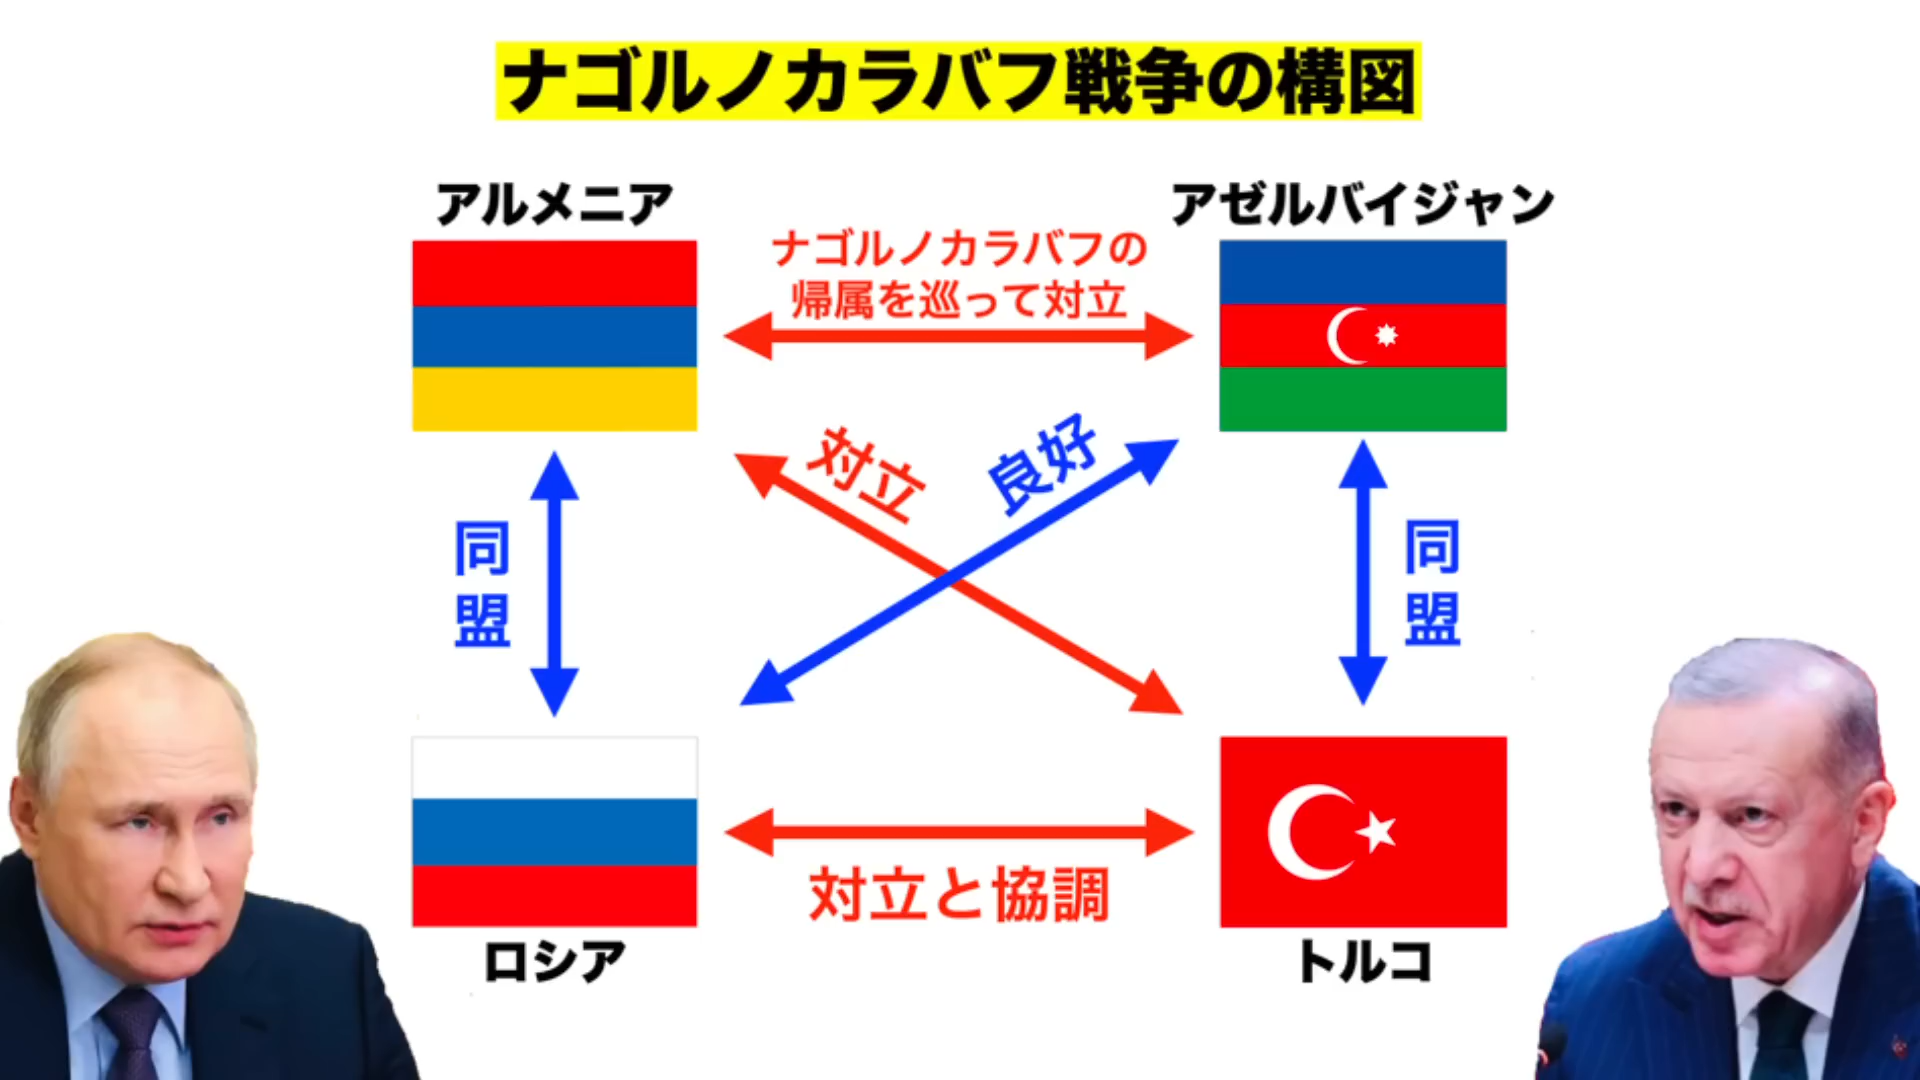 ナゴルノカラバフ戦争の構図
アルメニア
アゼルバイジャン
ナゴルノカラバフの
帰属を巡って対立
対立
良好
同盟
同盟
対立と協調
ロシア
トルコ